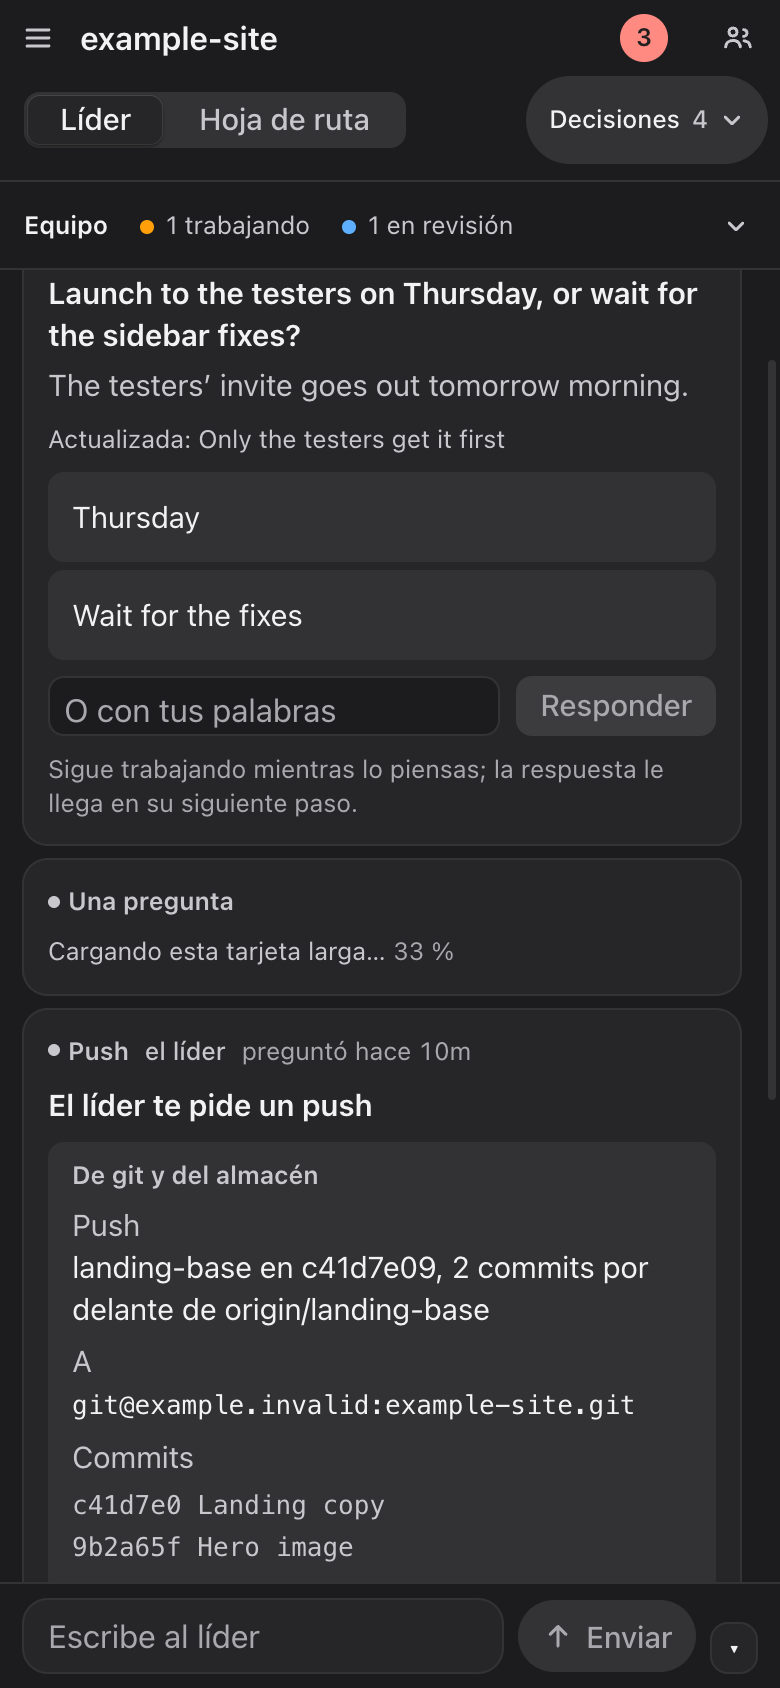 example-site
3
Líder
Hoja de ruta
Decisiones 4
Equipo
1 trabajando
1 en revisión
Launch to the testers on Thursday, or wait for
the sidebar fixes?
The testers’ invite goes out tomorrow morning.
Actualizada: Only the testers get it first
Thursday
Wait for the fixes
O con tus palabras
Responder
Sigue trabajando mientras lo piensas; la respuesta le
llega en su siguiente paso.
Una pregunta
Cargando esta tarjeta larga... 33 %
Push el líder preguntó hace 10m
El líder te pide un push
De git y del almacén
Push
landing-base en c41d7e09, 2 commits por
delante de origin/landing-base
A
git@example.invalid:example-site.git
Commits
c41d7e0 Landing copy
9b2a65f Hero image
Escribe al líder
Enviar